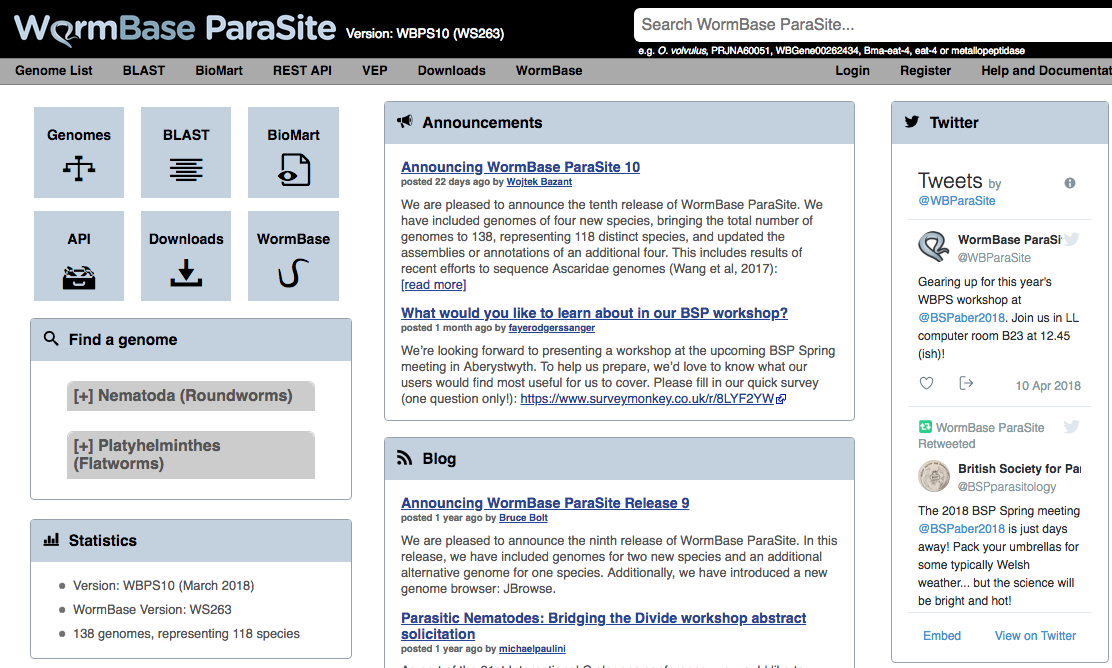 WormBase ParaSite Version: WBPS10 (WS263)
Search WormBase ParaSite...
e.g. O. volvulus, PRJNA60051, WBGene00262434, Bma-eat-4, eat-4 or metallopeptidase
Genome List BLAST BioMart REST API VEP Downloads WormBase Login Register Help and Documentat
Genomes BLAST BioMart
API Downloads WormBase
Find a genome
[+] Nematoda (Roundworms)
[+] Platyhelminthes
(Flatworms)
Statistics
Version: WBPS10 (March 2018)
WormBase Version: WS263
138 genomes, representing 118 species
Announcements
Announcing WormBase ParaSite 10
posted 22 days ago by Wojtek Bazant
We are pleased to announce the tenth release of WormBase ParaSite. We
have included genomes of four new species, bringing the total number of
genomes to 138, representing 118 distinct species, and updated the
assemblies or annotations of an additional four. This includes results of
recent efforts to sequence Ascaridae genomes (Wang et al, 2017):
[read more]
What would you like to learn about in our BSP workshop?
posted 1 month ago by fayerodgerssanger
We're looking forward to presenting a workshop at the upcoming BSP Spring
meeting in Aberystwyth. To help us prepare, we'd love to know what our
users would find most useful for us to cover. Please fill in our quick survey
(one question only!): https://www.surveymonkey.co.uk/r/8LYF2YW
Blog
Announcing WormBase ParaSite Release 9
posted 1 year ago by Bruce Bolt
We are pleased to announce the ninth release of WormBase ParaSite. In this
release, we have included genomes for two new species and an additional
alternative genome for one species. Additionally, we have introduced a new
genome browser: JBrowse.
Parasitic Nematodes: Bridging the Divide workshop abstract
solicitation
posted 1 year ago by michaelpaulini
Twitter
Tweets by
@WBParaSite
WormBase ParaSi
@WBParaSite
Gearing up for this year's
WBPS workshop at
@BSPaber2018. Join us in LL
computer room B23 at 12.45
(ish)!
10 Apr 2018
WormBase ParaSite
Retweeted
British Society for Par
@BSPparasitology
The 2018 BSP Spring meeting
@BSPaber2018 is just days
away! Pack your umbrellas for
some typically Welsh
weather... but the science will
be bright and hot!
Embed View on Twitter